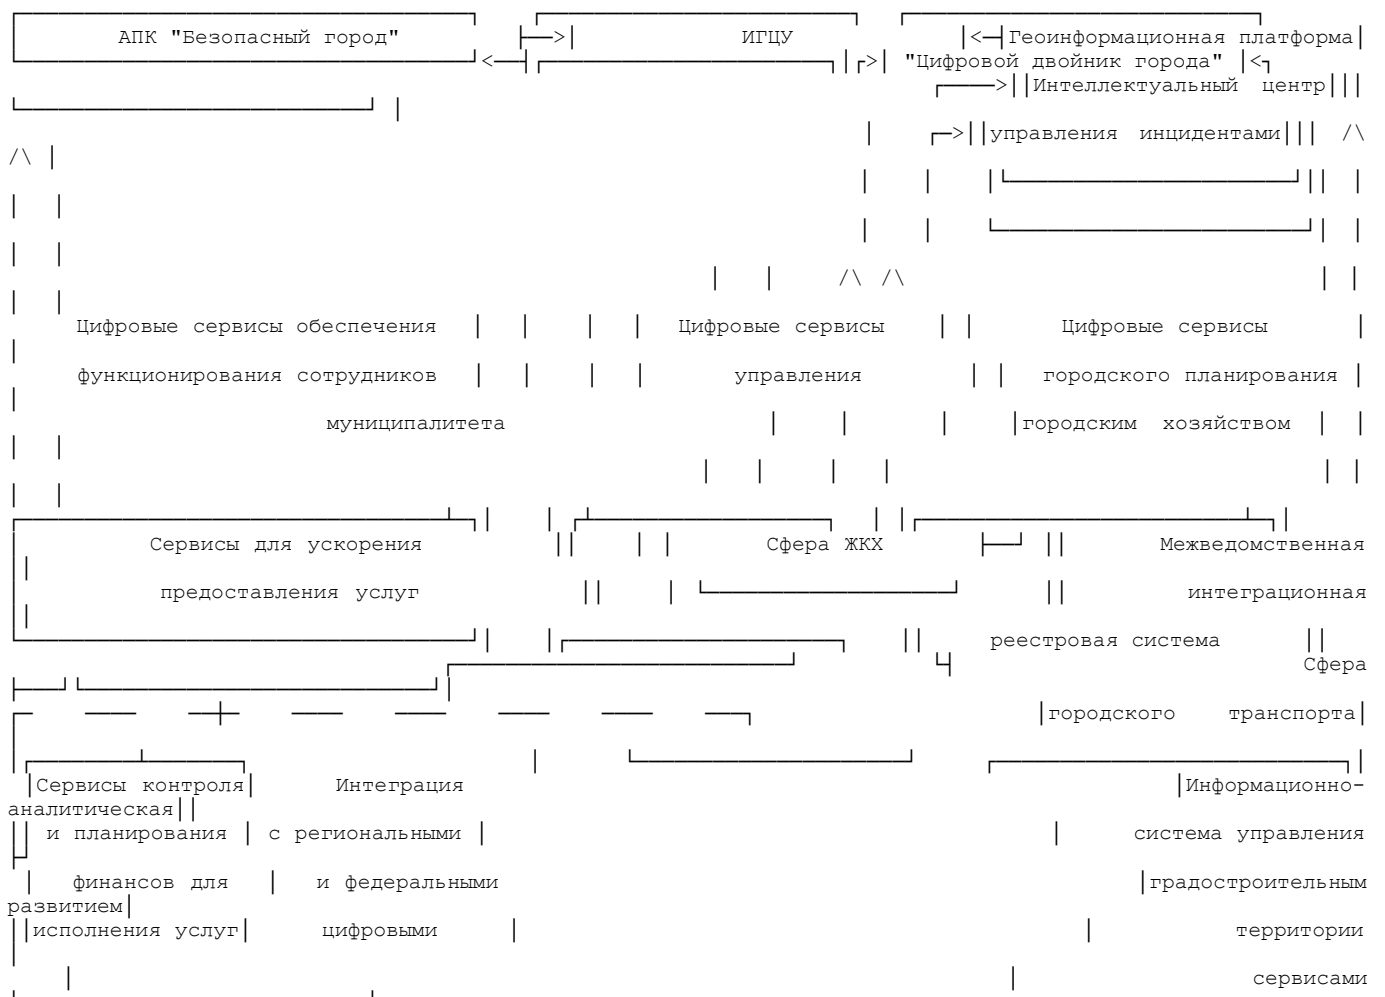 АПК "Безопасный город" ИГЦУ Геоинформационная платформа
"Цифровой двойник города"
Интеллектуальный центр
управления инцидентами
Цифровые сервисы обеспечения Цифровые сервисы Цифровые сервисы
функционирования сотрудников управления городского планирования
муниципалитета городским хозяйством
Сервисы для ускорения Сфера ЖКХ Межведомственная
предоставления услуг интеграционная
реестровая система
Сфера
городского транспорта
Сервисы контроля Интеграция Информационно-
аналитическая
и планирования с региональными система управления
финансов для и федеральными градостроительным
развитием
исполнения услуг цифровыми территории
сервисами